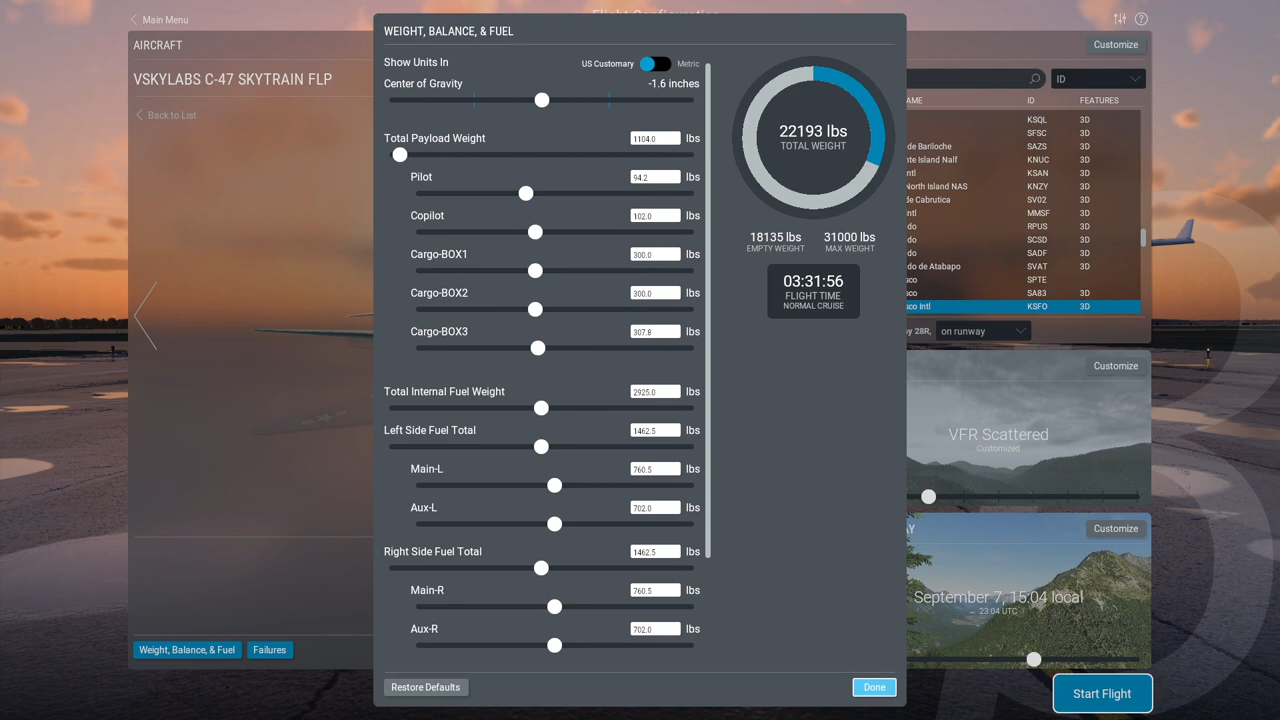 Main Menu
AIRCRAFT
VSKYLABS C-47 SKYTRAIN FLP
Back to List
Weight, Balance, & Fuel
Failures
WEIGHT, BALANCE, & FUEL
Show Units In
US Customary
Metric
Center of Gravity
-1.6 inches
Total Payload Weight 1104.0 lbs
Pilot 94.2 lbs
Copilot 102.0 lbs
Cargo-BOX1 300.0 lbs
Cargo-BOX2 300.0 lbs
Cargo-BOX3 307.8 lbs
Total Internal Fuel Weight 2925.0 lbs
Left Side Fuel Total 1462.5 lbs
Main-L 760.5 lbs
Aux-L 702.0 lbs
Right Side Fuel Total 1462.5 lbs
Main-R 760.5 lbs
Aux-R 702.0 lbs
Restore Defaults
Done
22193 lbs
TOTAL WEIGHT
18135 lbs
EMPTY WEIGHT
31000 lbs
MAX WEIGHT
03:31:56
FLIGHT TIME
NORMAL CRUISE
Customize
ID
AME ID FEATURES
KSQL 3D
SFSC 3D
de Bariloche SAZS 3D
nte Island Nalf KNUC 3D
ntl KSAN 3D
North Island NAS KNZY 3D
de Cabrutica SV02 3D
ntl MMSF 3D
do RPUS 3D
do SCSD 3D
do SADF 3D
do de Atabapo SVAT 3D
sco SPTE
sco SA83 3D
sco Intl KSFO 3D
y 28R,
on runway
Customize
VFR Scattered
Customized
AY
Customize
September 7, 15:04 local
23:04 UTC
Start Flight